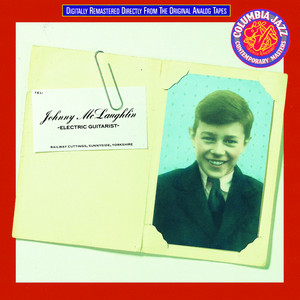 DIGITALLY REMASTERED DIRECTLY FROM THE ORIGINAL ANALOG TAPES
COLUMBIA JAZZ
CONTEMPORARY MASTERS
TEL:
Johnny McLaughlin
-ELECTRIC GUITARIST-
RAILWAY CUTTINGS, SUNNYSIDE, YORKSHIRE